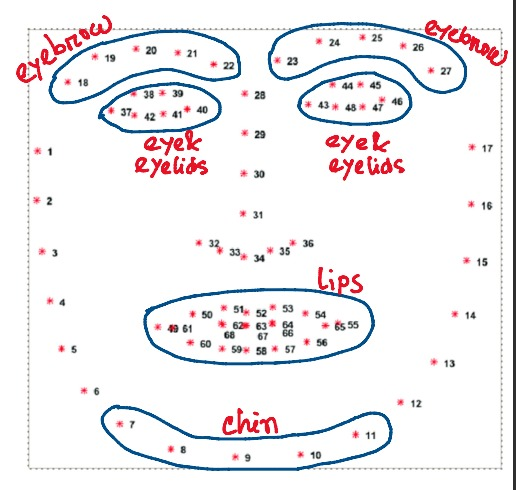 eyebrow
eyebrow
24 25 26
19 20 21
18 22 23 27
38 39 44 45
37 42 41 40 28 43 48 47 46
eye &
eyelids
eye &
eyelids
29
1 17
30
2 16
31
32 33 34 35 36
3 15
lips
4 14
50 51 52 53 54
49 61 62 63 64 65 55
68 67 66
60 59 58 57 56
5 13
6 12
chin
7 11
8 9 10